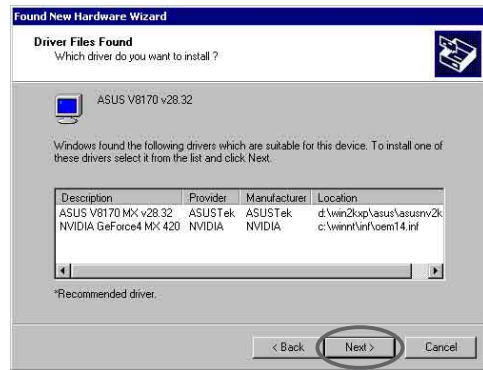 Found New Hardware Wizard
Driver Files Found
Which driver do you want to install ?
ASUS V8170 v28.32
Windows found the following drivers which are suitable for this device. To install one of
these drivers select it from the list and click Next.
Description Provider Manufacturer Location
ASUS V8170 MX v28.32 ASUSTek ASUSTek d:\win2kxp\asus\asusnv2k
NVIDIA GeForce4 MX 420 NVIDIA NVIDIA c:\winnt\inf\oem14.inf
*Recommended driver.
< Back Next > Cancel